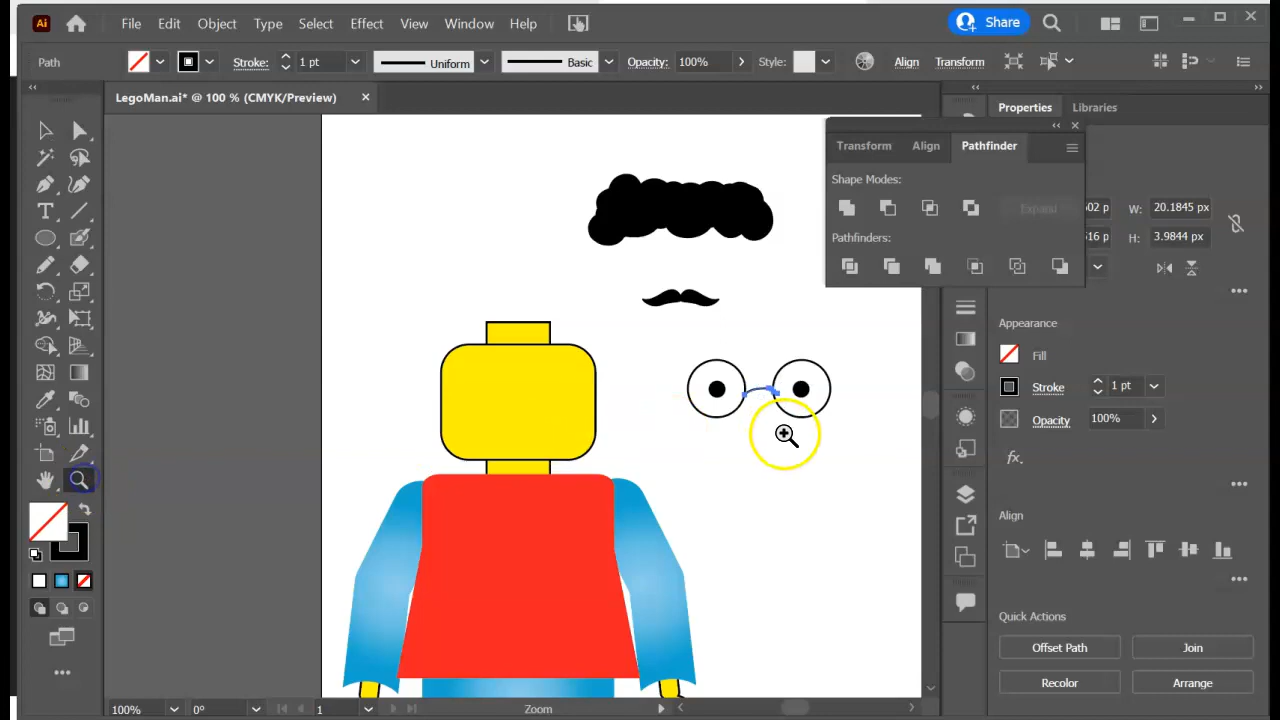 Ai File Edit Object Type Select Effect View Window Help Share
Path Stroke: 1 pt Uniform Basic Opacity: 100% Style: Align Transform
LegoMan.ai* @ 100 % (CMYK/Preview)
Properties Libraries
Transform Align Pathfinder
Shape Modes:
Expand
Pathfinders:
W: 20.1845 px
H: 3.9844 px
Appearance
Fill
Stroke 1 pt
Opacity 100%
fx
Align
Quick Actions
Offset Path Join
Recolor Arrange
100% 0° 1 Zoom